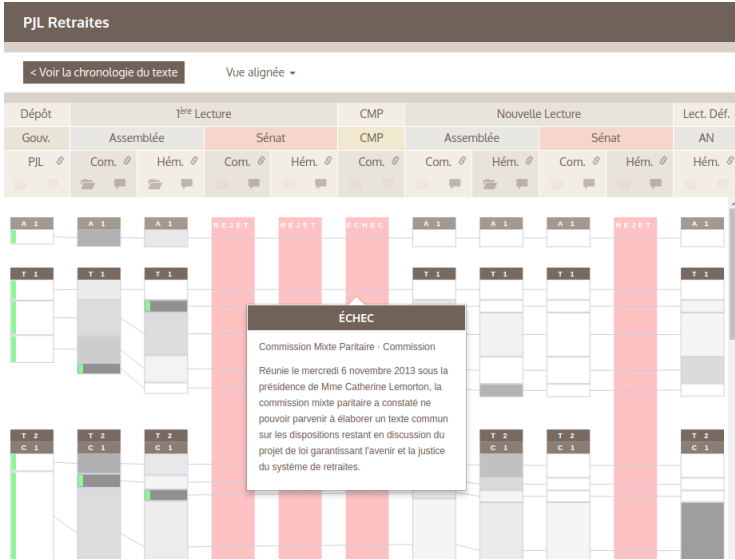 PJL Retraites
< Voir la chronologie du texte Vue alignée
Dépôt 1ère Lecture CMP Nouvelle Lecture Lect. Déf.
Gouv. Assemblée Sénat CMP Assemblée Sénat AN
PJL Com. Hém. Com. Hém. Com. Com. Hém. Com. Hém. Hém.
A 1 A 1 A 1 REJET REJET ECHEC A 1 A 1 A 1 REJET A 1
T 1 T 1 T 1 T 1 T 1 T 1 T 1
ÉCHEC
Commission Mixte Paritaire · Commission
Réunie le mercredi 6 novembre 2013 sous la
présidence de Mme Catherine Lemorton, la
commission mixte paritaire a constaté ne
pouvoir parvenir à élaborer un texte commun
sur les dispositions restant en discussion du
projet de loi garantissant l'avenir et la justice
du système de retraites.
T 2 T 2 T 2 T 2 T 2 T 2
C 1 C 1 C 1 C 1 C 1 C 1